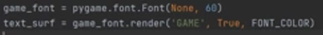 game_font = pygame.font.Font(None, 60)
text_surf = game_font.render('GAME', True, FONT_COLOR)